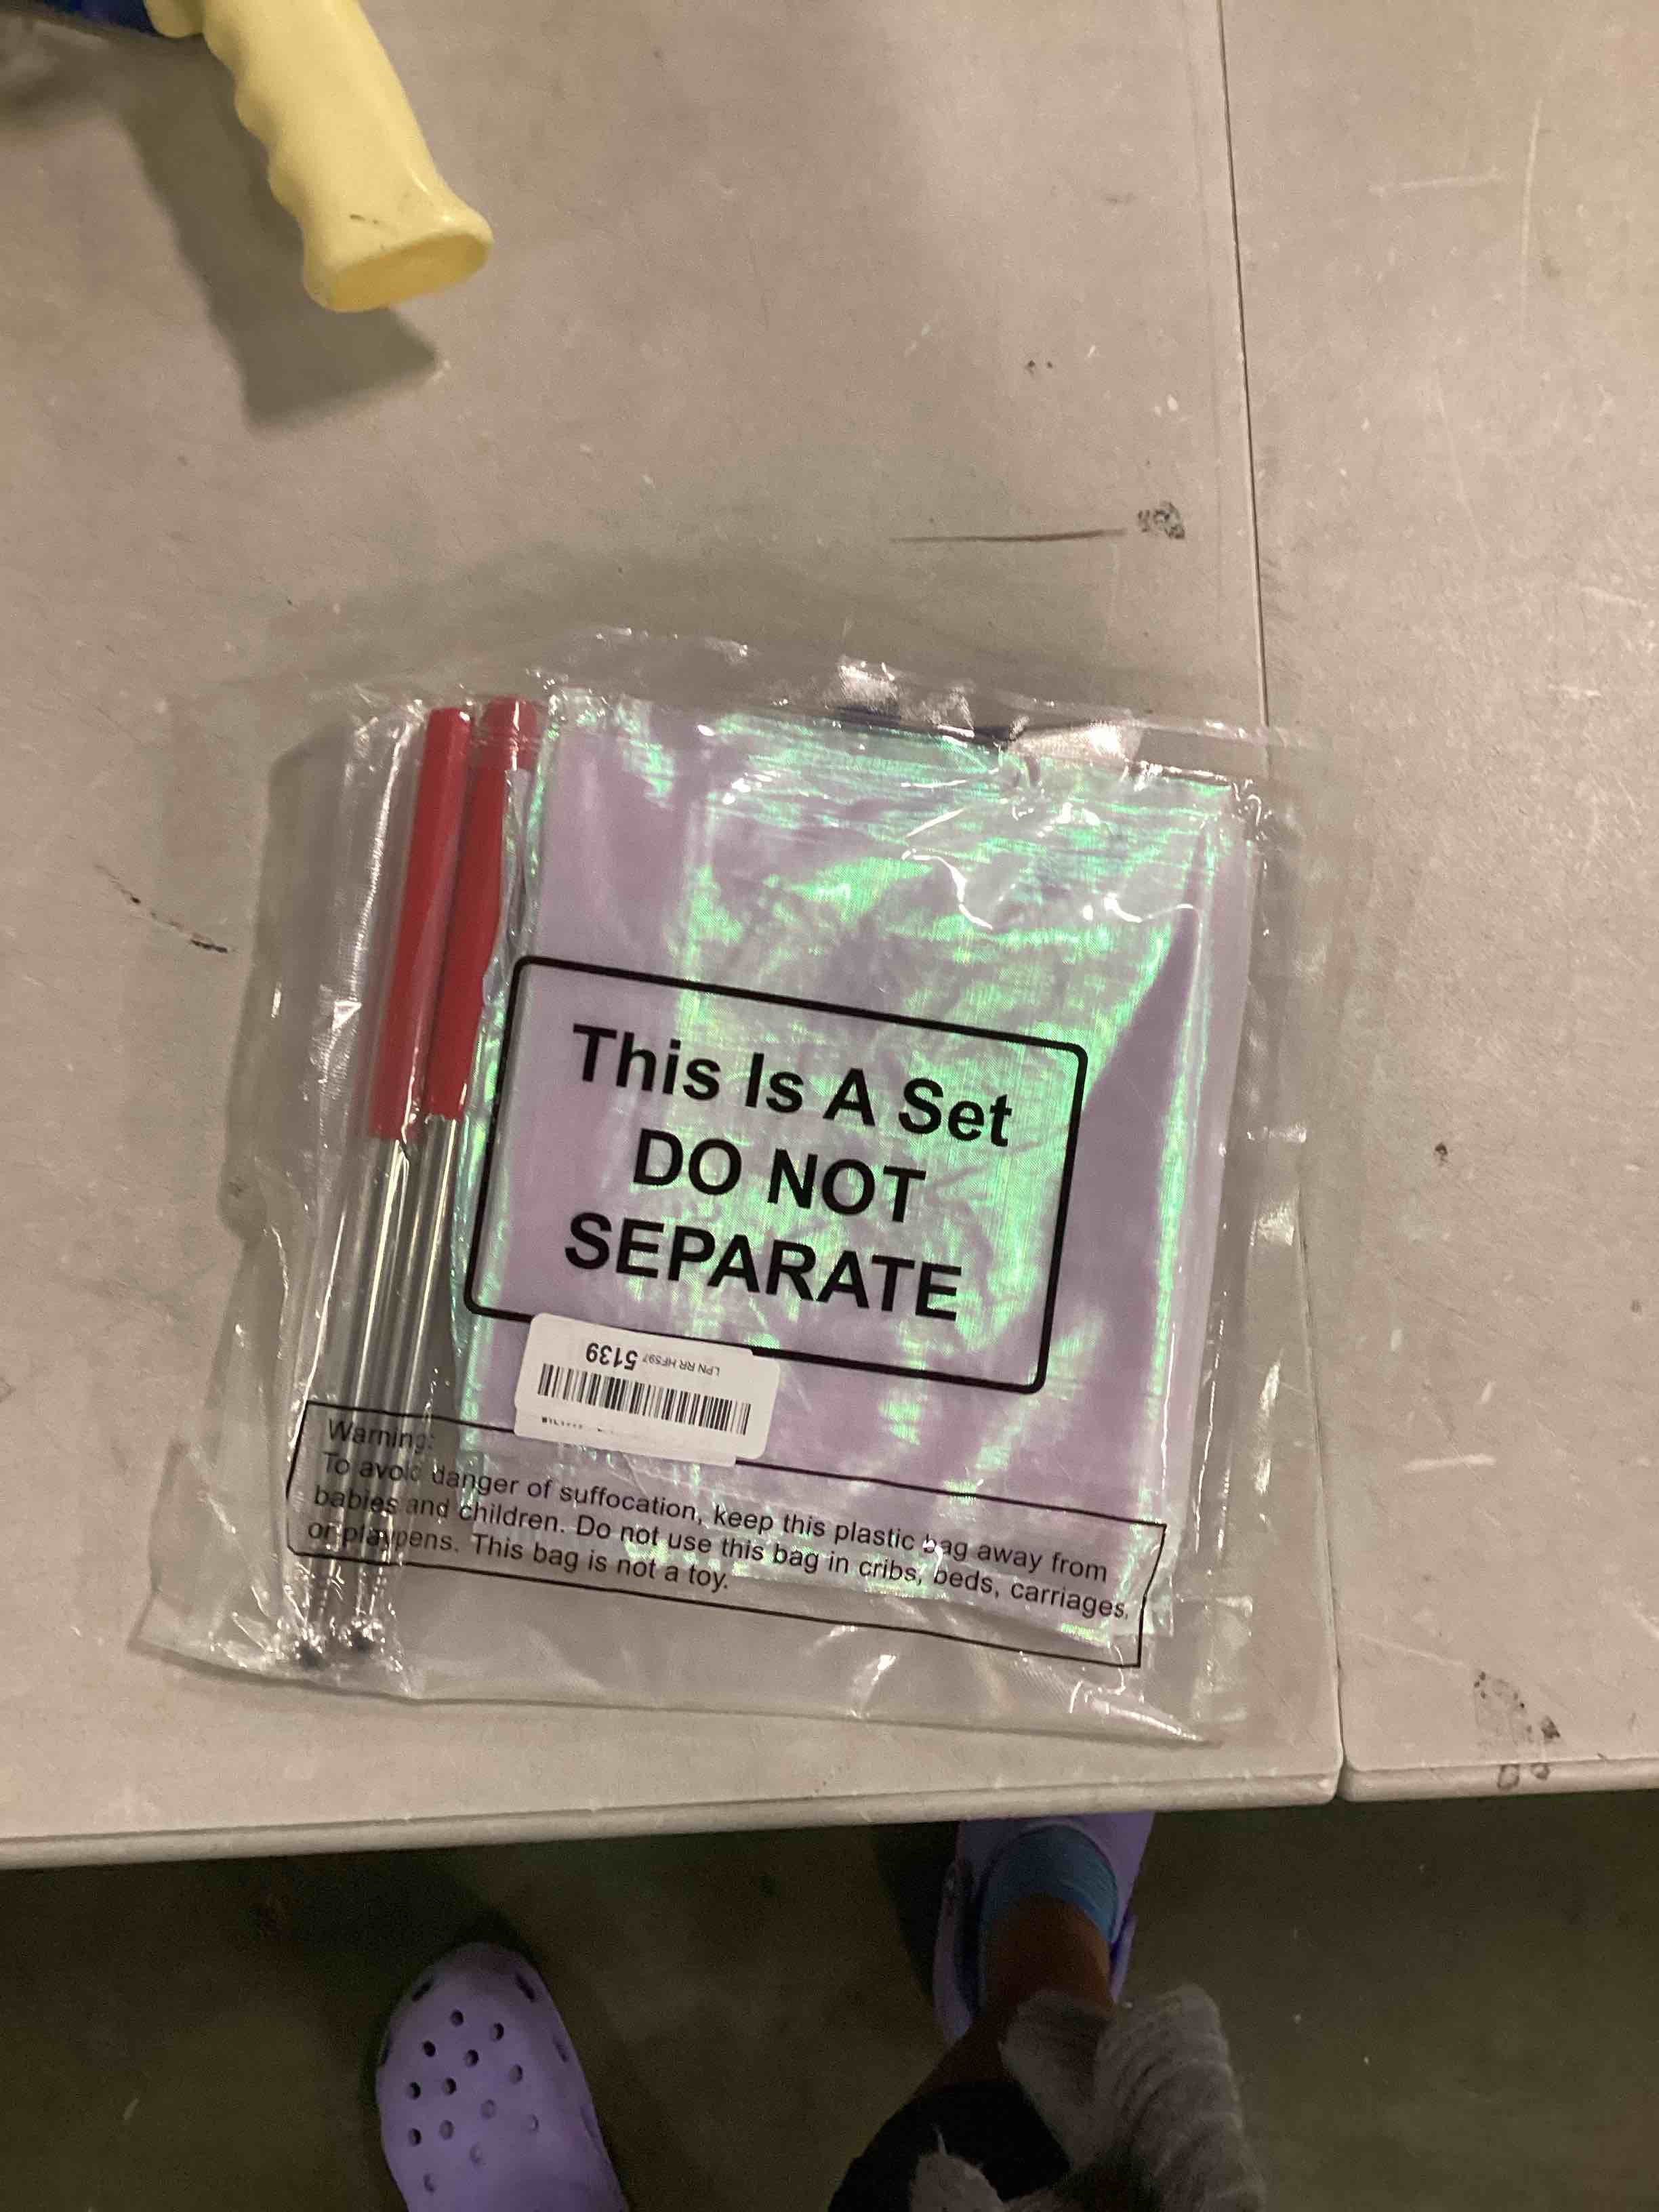 This Is A Set
DO NOT
SEPARATE
LPN RR HFS97 5139
Warning:
To avoid danger of suffocation, keep this plastic bag away from
babies and children. Do not use this bag in cribs, beds, carriages,
or playpens. This bag is not a toy.